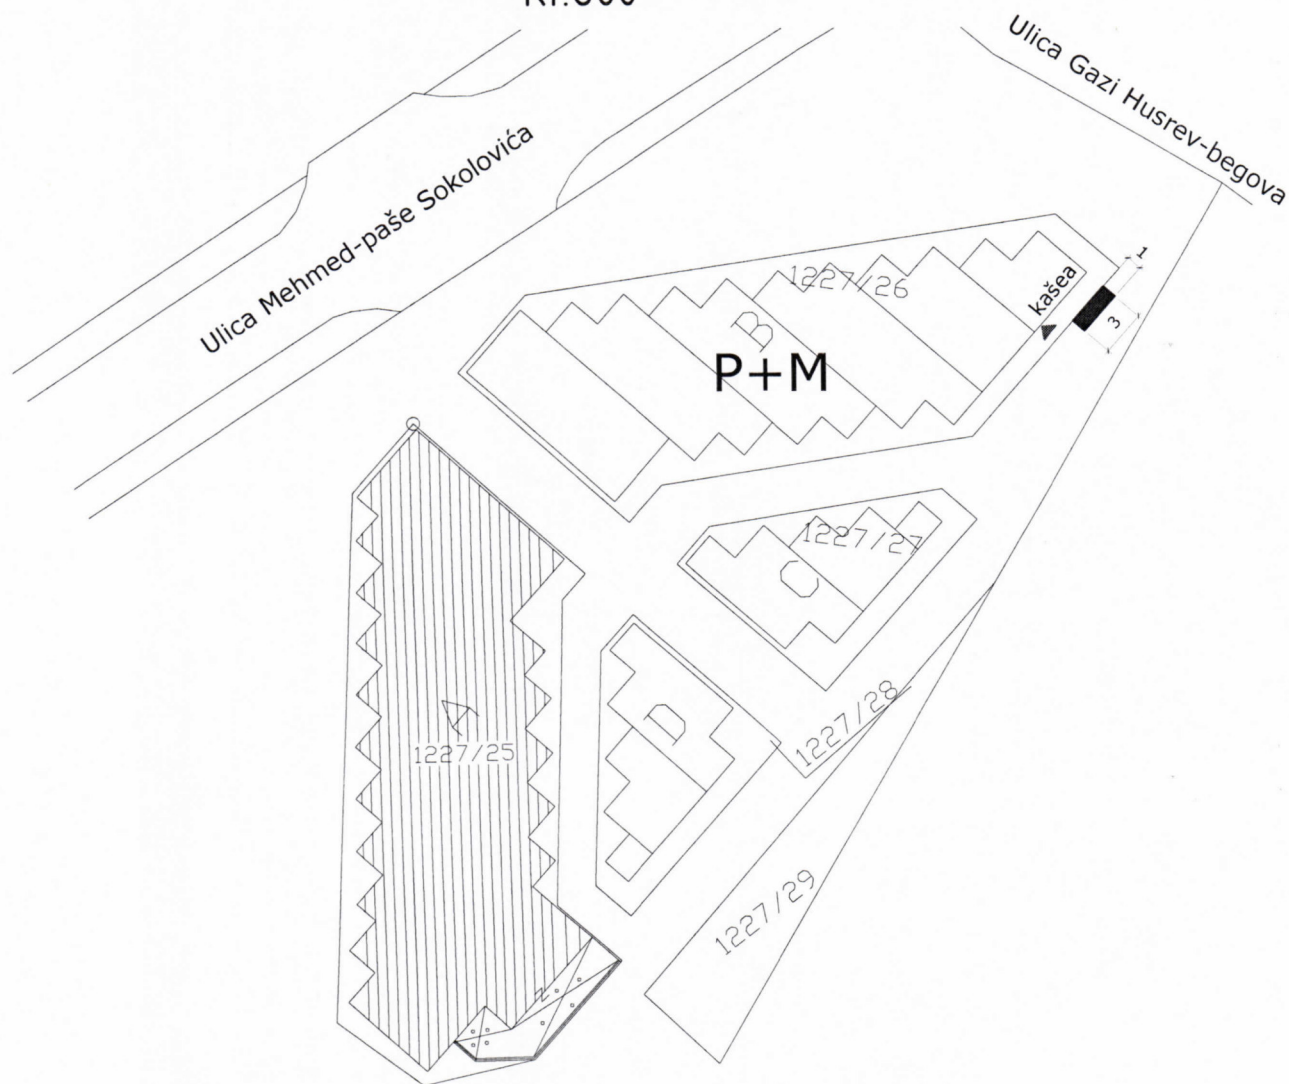 Ulica Gazi Husrev-begova
Ulica Mehmed-paše Sokolovića
1
kašea
3
1227/26
B
P+M
1227/27
C
D
1227/28
A
1227/25
1227/29